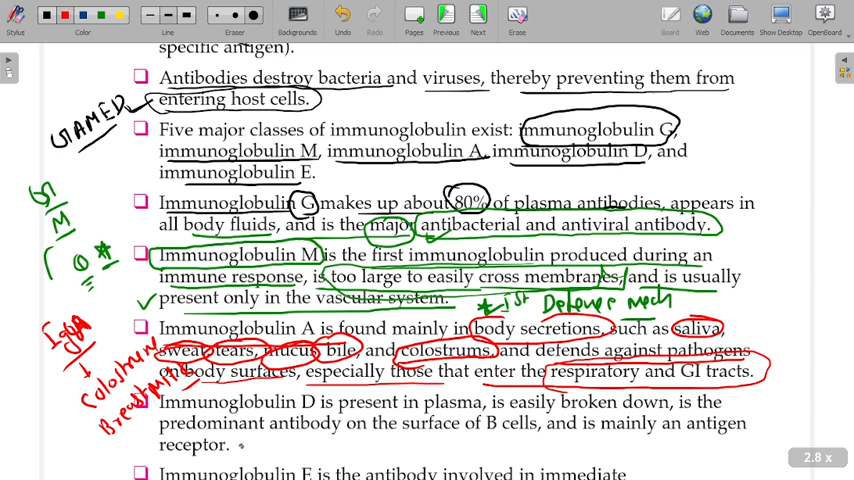 Stylus
Color
Line
Eraser
Backgrounds
Undo
Redo
Pages
Previous
Next
Erase
Board
Web
Documents
Show Desktop
OpenBoard
specific antigen).
❑ Antibodies destroy bacteria and viruses, thereby preventing them from
entering host cells.
GAMED
❑ Five major classes of immunoglobulin exist: immunoglobulin G,
immunoglobulin M, immunoglobulin A, immunoglobulin D, and
immunoglobulin E.
G
M
❑ Immunoglobulin G makes up about 80% of plasma antibodies, appears in
all body fluids, and is the major antibacterial and antiviral antibody.
❑ Immunoglobulin M is the first immunoglobulin produced during an
immune response, is too large to easily cross membranes, and is usually
present only in the vascular system.
* 1st Defence mech
IgA
Colostrum
Breastmilk
❑ Immunoglobulin A is found mainly in body secretions, such as saliva,
sweat, tears, mucus, bile, and colostrums, and defends against pathogens
on body surfaces, especially those that enter the respiratory and GI tracts.
❑ Immunoglobulin D is present in plasma, is easily broken down, is the
predominant antibody on the surface of B cells, and is mainly an antigen
receptor.
❑ Immunoglobulin E is the antibody involved in immediate
2.8 x